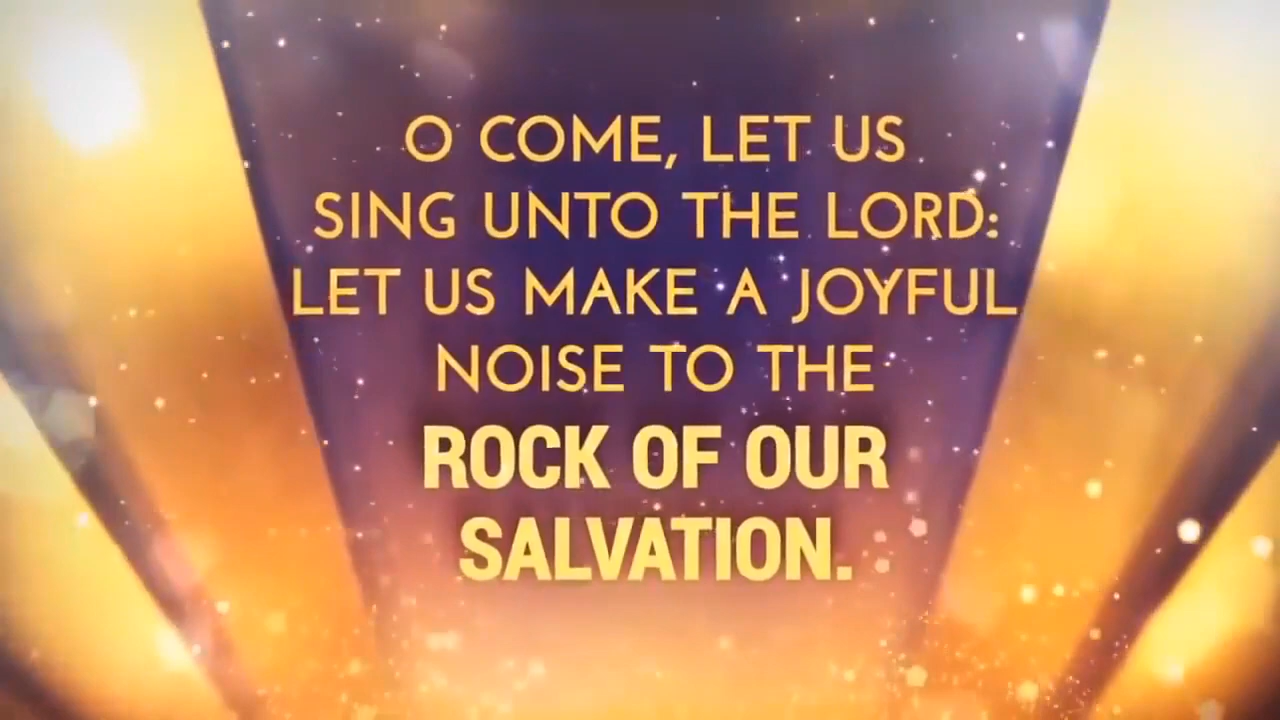 O COME, LET US
SING UNTO THE LORD:
LET US MAKE A JOYFUL
NOISE TO THE
ROCK OF OUR
SALVATION.